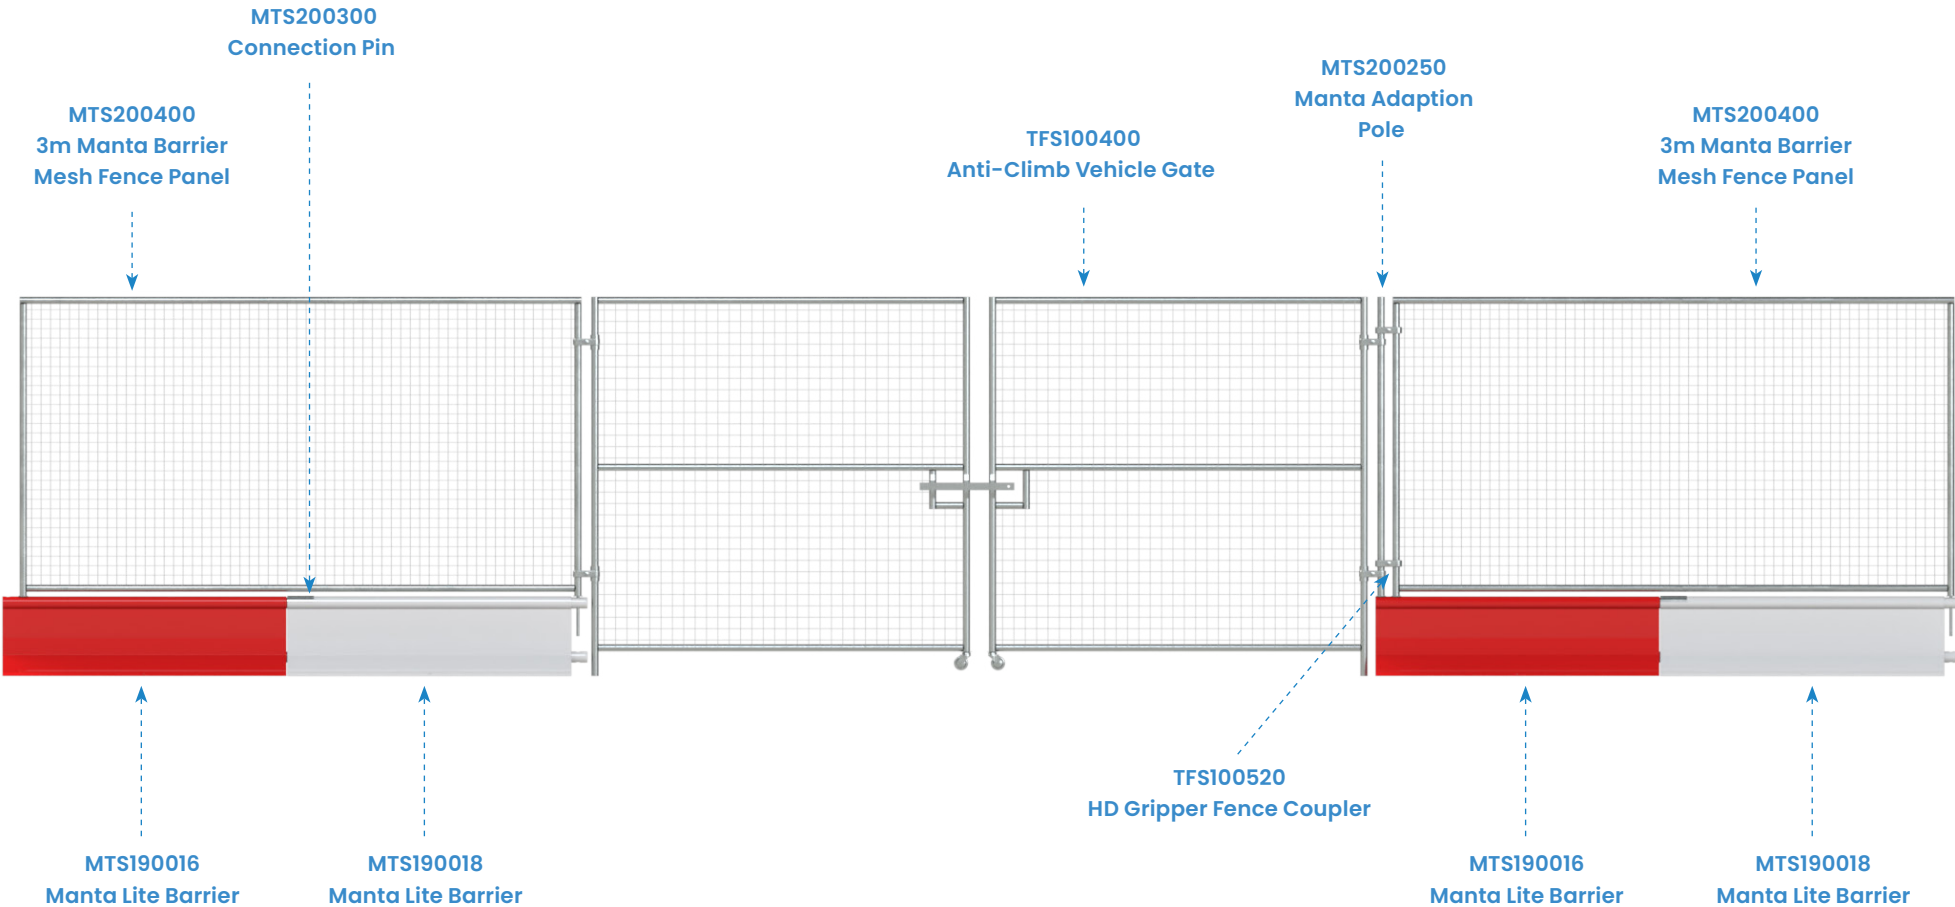 MTS200300
Connection Pin
MTS200400
3m Manta Barrier
Mesh Fence Panel
TFS100400
Anti-Climb Vehicle Gate
MTS200250
Manta Adaption
Pole
MTS200400
3m Manta Barrier
Mesh Fence Panel
TFS100520
HD Gripper Fence Coupler
MTS190016
Manta Lite Barrier
MTS190018
Manta Lite Barrier
MTS190016
Manta Lite Barrier
MTS190018
Manta Lite Barrier